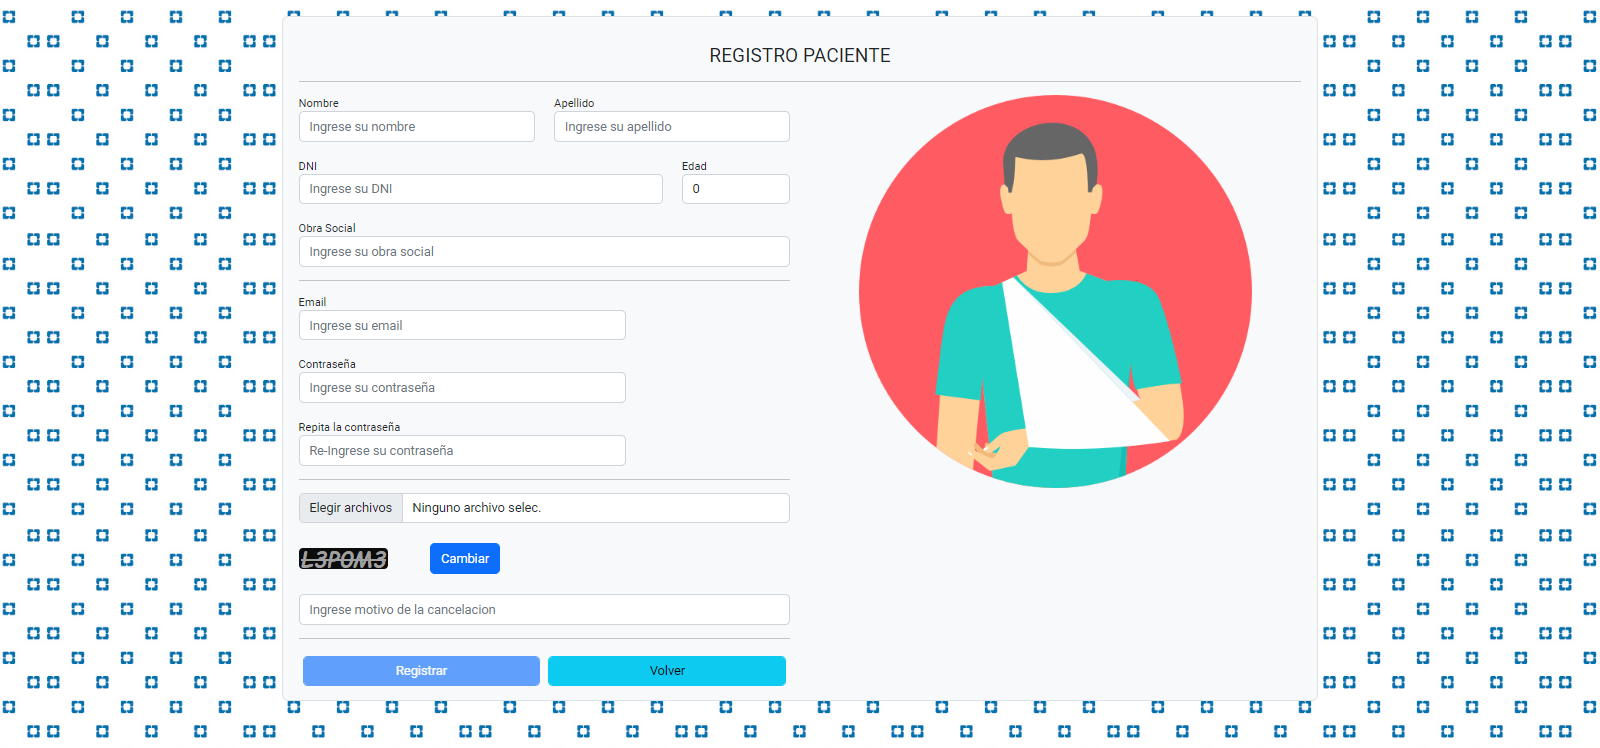 REGISTRO PACIENTE
Nombre
Apellido
Ingrese su nombre
Ingrese su apellido
DNI
Edad
Ingrese su DNI
0
Obra Social
Ingrese su obra social
Email
Ingrese su email
Contraseña
Ingrese su contraseña
Repita la contraseña
Re-Ingrese su contraseña
Elegir archivos
Ninguno archivo selec.
L3POM3
Cambiar
Ingrese motivo de la cancelacion
Registrar
Volver